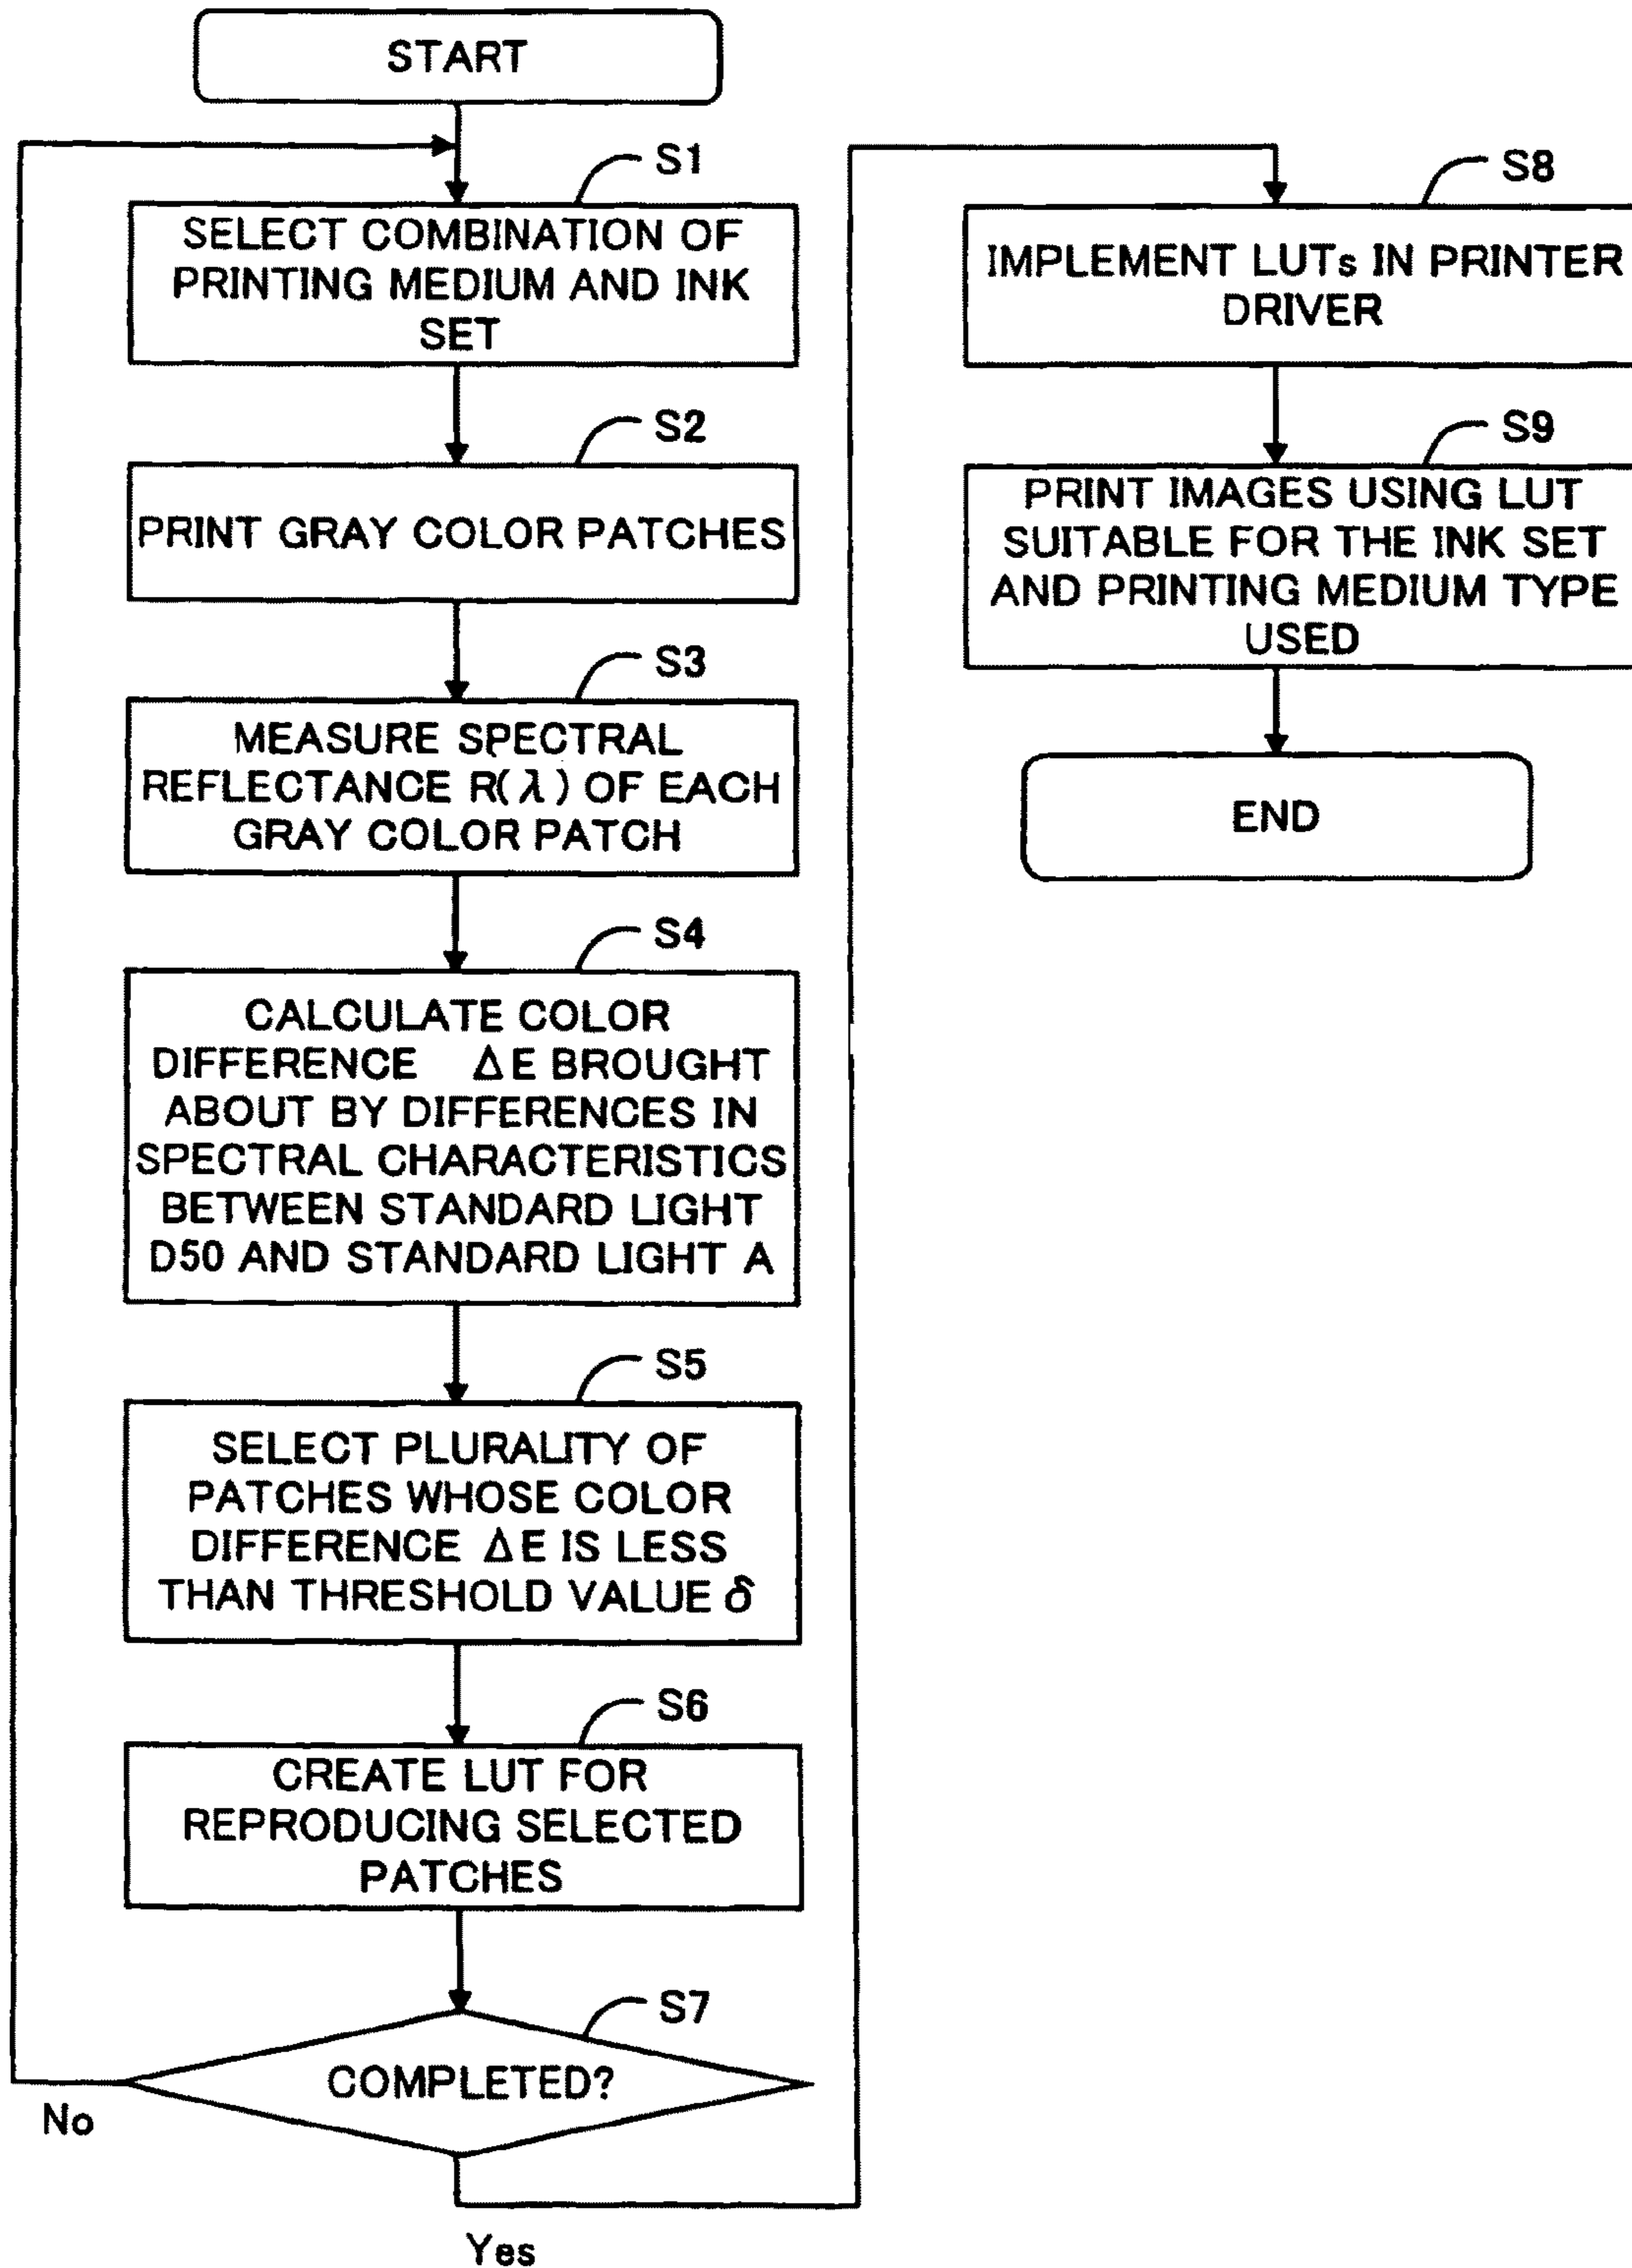 START
S1
SELECT COMBINATION OF
PRINTING MEDIUM AND INK
SET
S2
PRINT GRAY COLOR PATCHES
S3
MEASURE SPECTRAL
REFLECTANCE R(λ) OF EACH
GRAY COLOR PATCH
S4
CALCULATE COLOR
DIFFERENCE ΔE BROUGHT
ABOUT BY DIFFERENCES IN
SPECTRAL CHARACTERISTICS
BETWEEN STANDARD LIGHT
D50 AND STANDARD LIGHT A
S5
SELECT PLURALITY OF
PATCHES WHOSE COLOR
DIFFERENCE ΔE IS LESS
THAN THRESHOLD VALUE δ
S6
CREATE LUT FOR
REPRODUCING SELECTED
PATCHES
S7
COMPLETED?
No
Yes
S8
IMPLEMENT LUTs IN PRINTER
DRIVER
S9
PRINT IMAGES USING LUT
SUITABLE FOR THE INK SET
AND PRINTING MEDIUM TYPE
USED
END